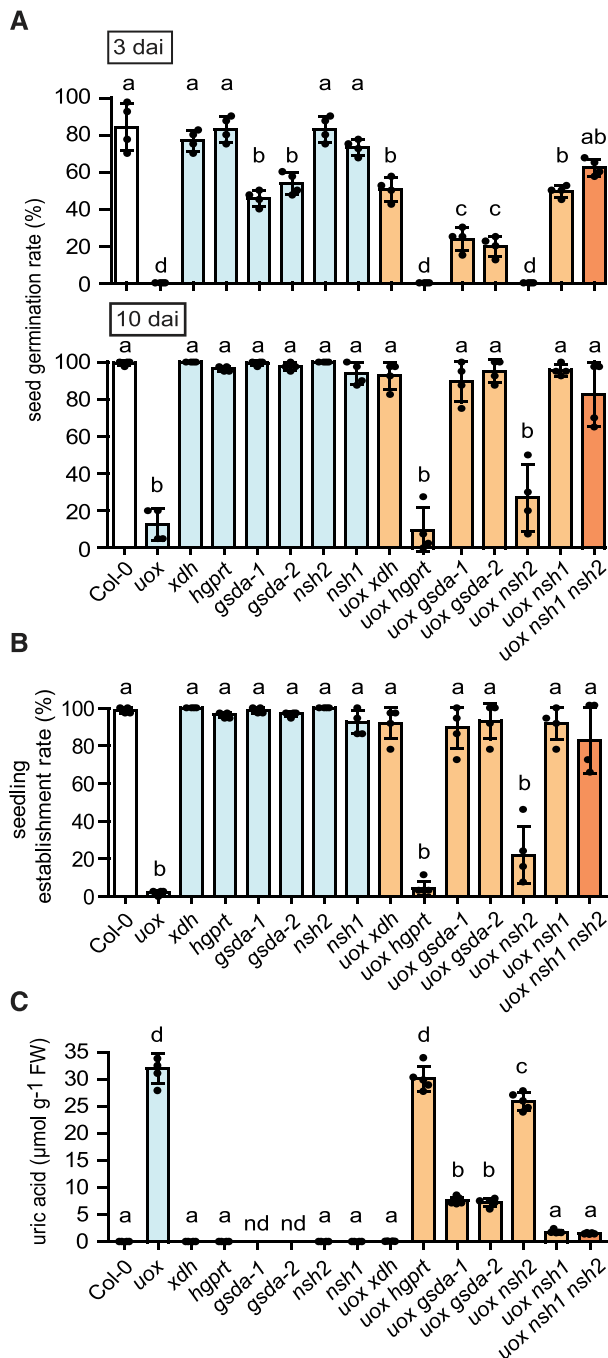 A
3 dai
a a a a a a
b b b b ab
c c
d d d
100
80
60
40
20
0
seed germination rate (%)
10 dai
a a a a a a a a a a a a
b b b
100
80
60
40
20
0
Col-0 uox xdh hgprt gsda-1 gsda-2 nsh2 nsh1 uox xdh uox hgprt uox gsda-1 uox gsda-2 uox nsh2 uox nsh1 uox nsh1 nsh2
B
a a a a a a a a a a a a
b b b
100
80
60
40
20
0
seedling
establishment rate (%)
Col-0 uox xdh hgprt gsda-1 gsda-2 nsh2 nsh1 uox xdh uox hgprt uox gsda-1 uox gsda-2 uox nsh2 uox nsh1 uox nsh1 nsh2
C
a d a a nd nd a a a d b b c a a
35
30
25
20
15
10
5
0
uric acid (µmol g-1 FW)
Col-0 uox xdh hgprt gsda-1 gsda-2 nsh2 nsh1 uox xdh uox hgprt uox gsda-1 uox gsda-2 uox nsh2 uox nsh1 uox nsh1 nsh2